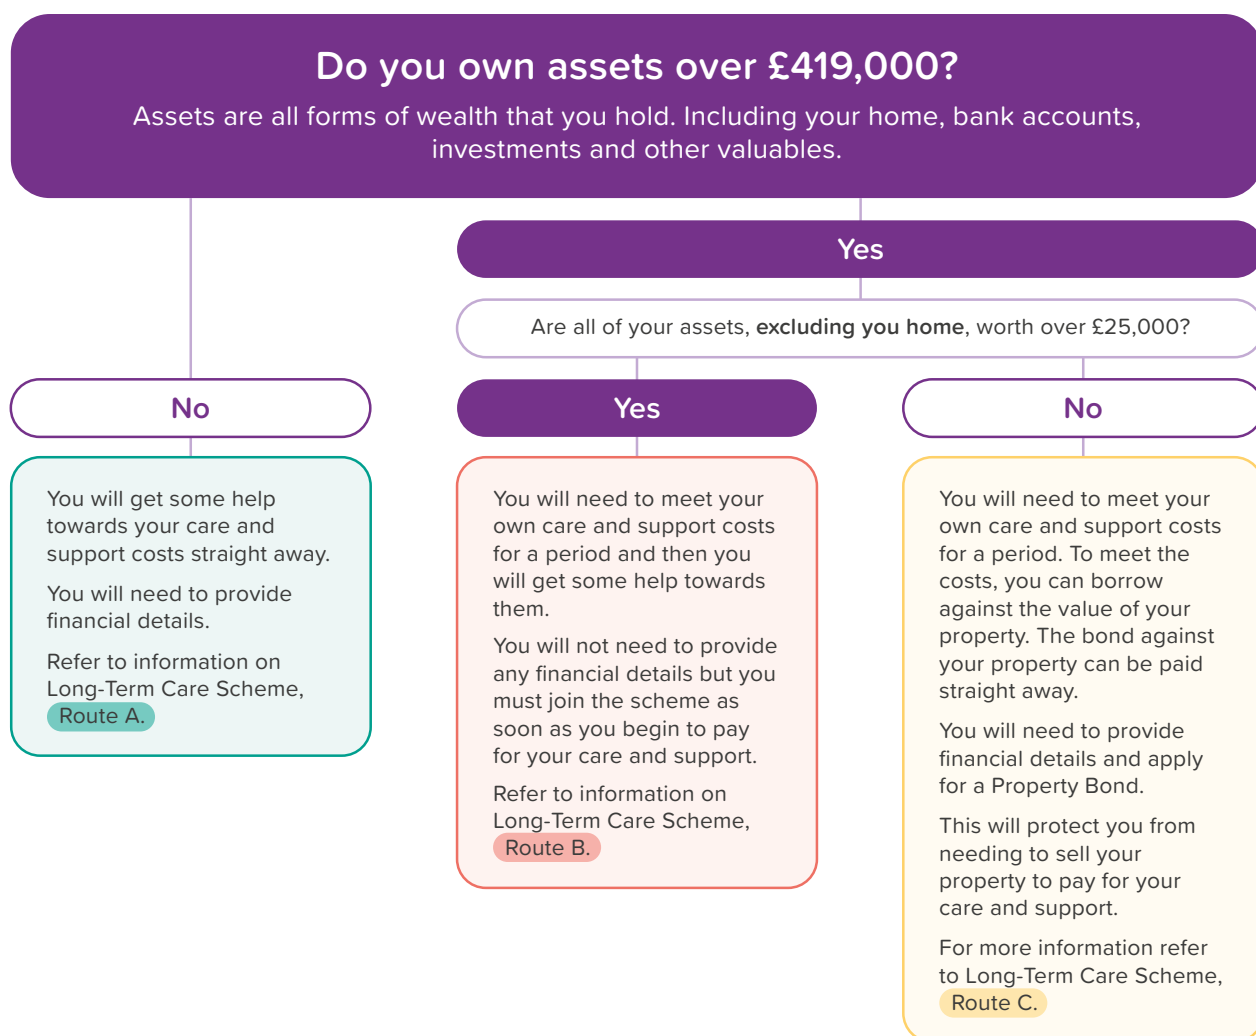 Do you own assets over £419,000?
Assets are all forms of wealth that you hold. Including your home, bank accounts,
investments and other valuables.
Yes
Are all of your assets, excluding you home, worth over £25,000?
No
You will get some help
towards your care and
support costs straight away.
You will need to provide
financial details.
Refer to information on
Long-Term Care Scheme,
Route A.
Yes
You will need to meet your
own care and support costs
for a period and then you
will get some help towards
them.
You will not need to provide
any financial details but you
must join the scheme as
soon as you begin to pay
for your care and support.
Refer to information on
Long-Term Care Scheme,
Route B.
No
You will need to meet your
own care and support costs
for a period. To meet the
costs, you can borrow
against the value of your
property. The bond against
your property can be paid
straight away.
You will need to provide
financial details and apply
for a Property Bond.
This will protect you from
needing to sell your
property to pay for your
care and support.
For more information refer
to Long-Term Care Scheme,
Route C.